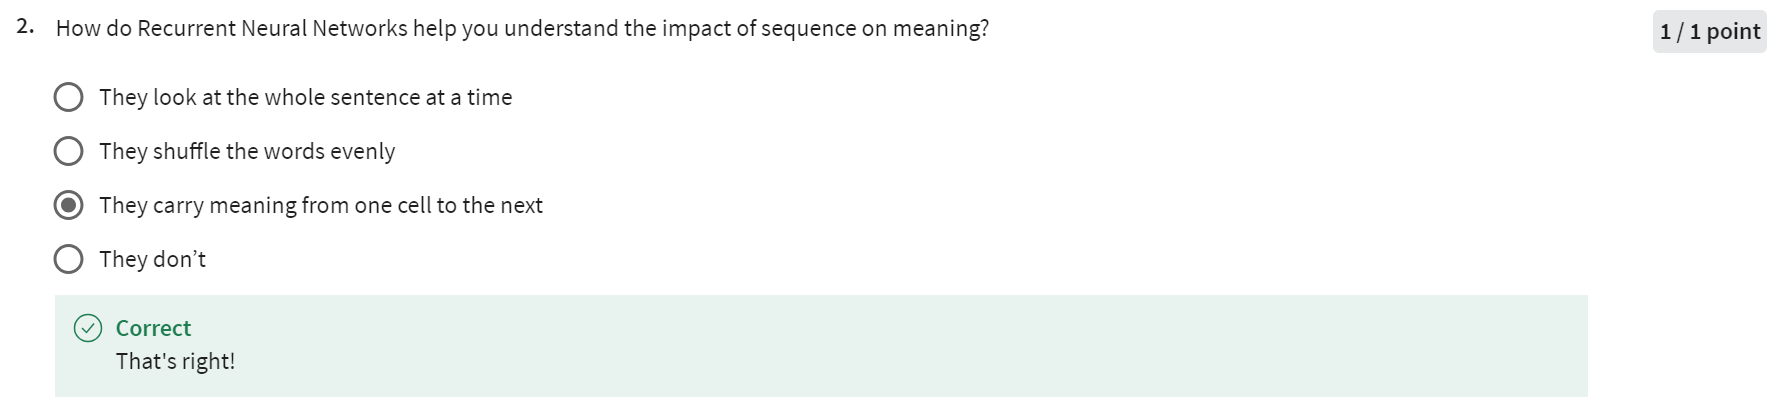 2. How do Recurrent Neural Networks help you understand the impact of sequence on meaning?
1 / 1 point
They look at the whole sentence at a time
They shuffle the words evenly
They carry meaning from one cell to the next
They don’t
Correct
That's right!